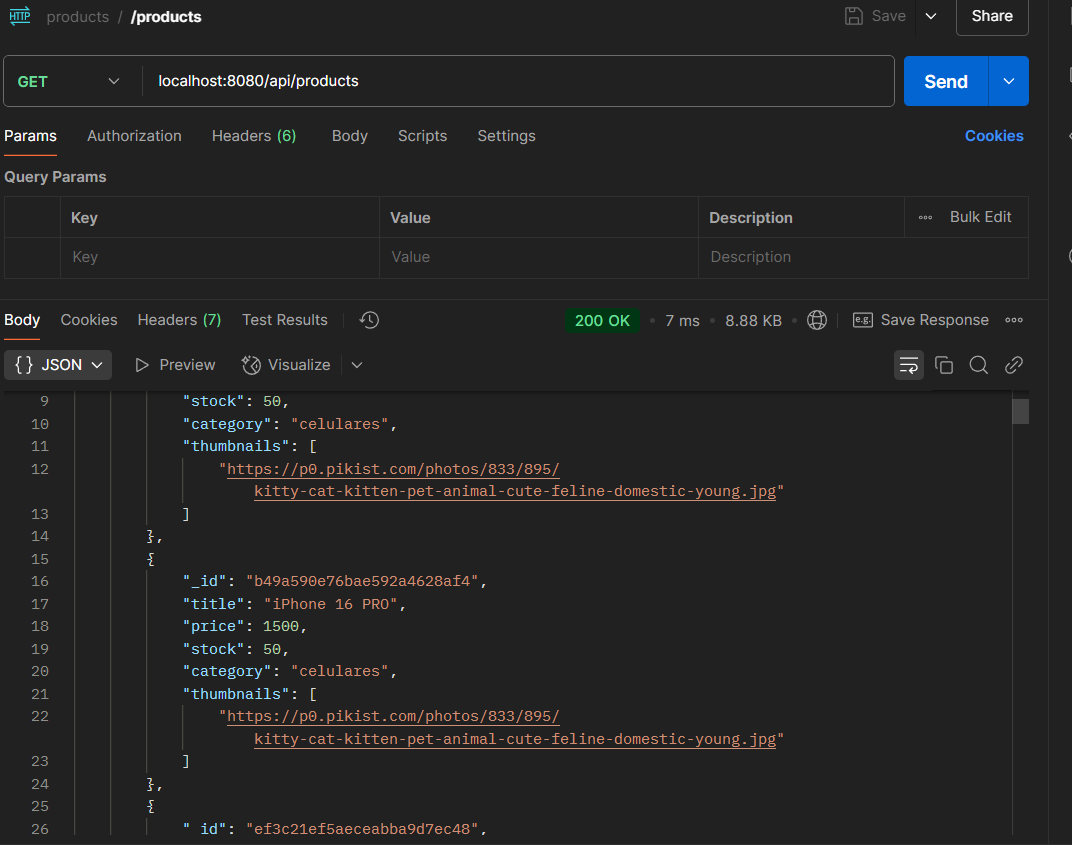 HTTP products / /products Save Share
GET localhost:8080/api/products Send
Params Authorization Headers (6) Body Scripts Settings Cookies
Query Params
Key Value Description Bulk Edit
Key Value Description
Body Cookies Headers (7) Test Results 200 OK • 7 ms • 8.88 KB • e.g. Save Response
{} JSON Preview Visualize
9 "stock": 50,
10 "category": "celulares",
11 "thumbnails": [
12 "https://p0.pikist.com/photos/833/895/
kitty-cat-kitten-pet-animal-cute-feline-domestic-young.jpg"
13 ]
14 },
15 {
16 "_id": "b49a590e76bae592a4628af4",
17 "title": "iPhone 16 PRO",
18 "price": 1500,
19 "stock": 50,
20 "category": "celulares",
21 "thumbnails": [
22 "https://p0.pikist.com/photos/833/895/
kitty-cat-kitten-pet-animal-cute-feline-domestic-young.jpg"
23 ]
24 },
25 {
26 "_id": "ef3c21ef5aeceabba9d7ec48",